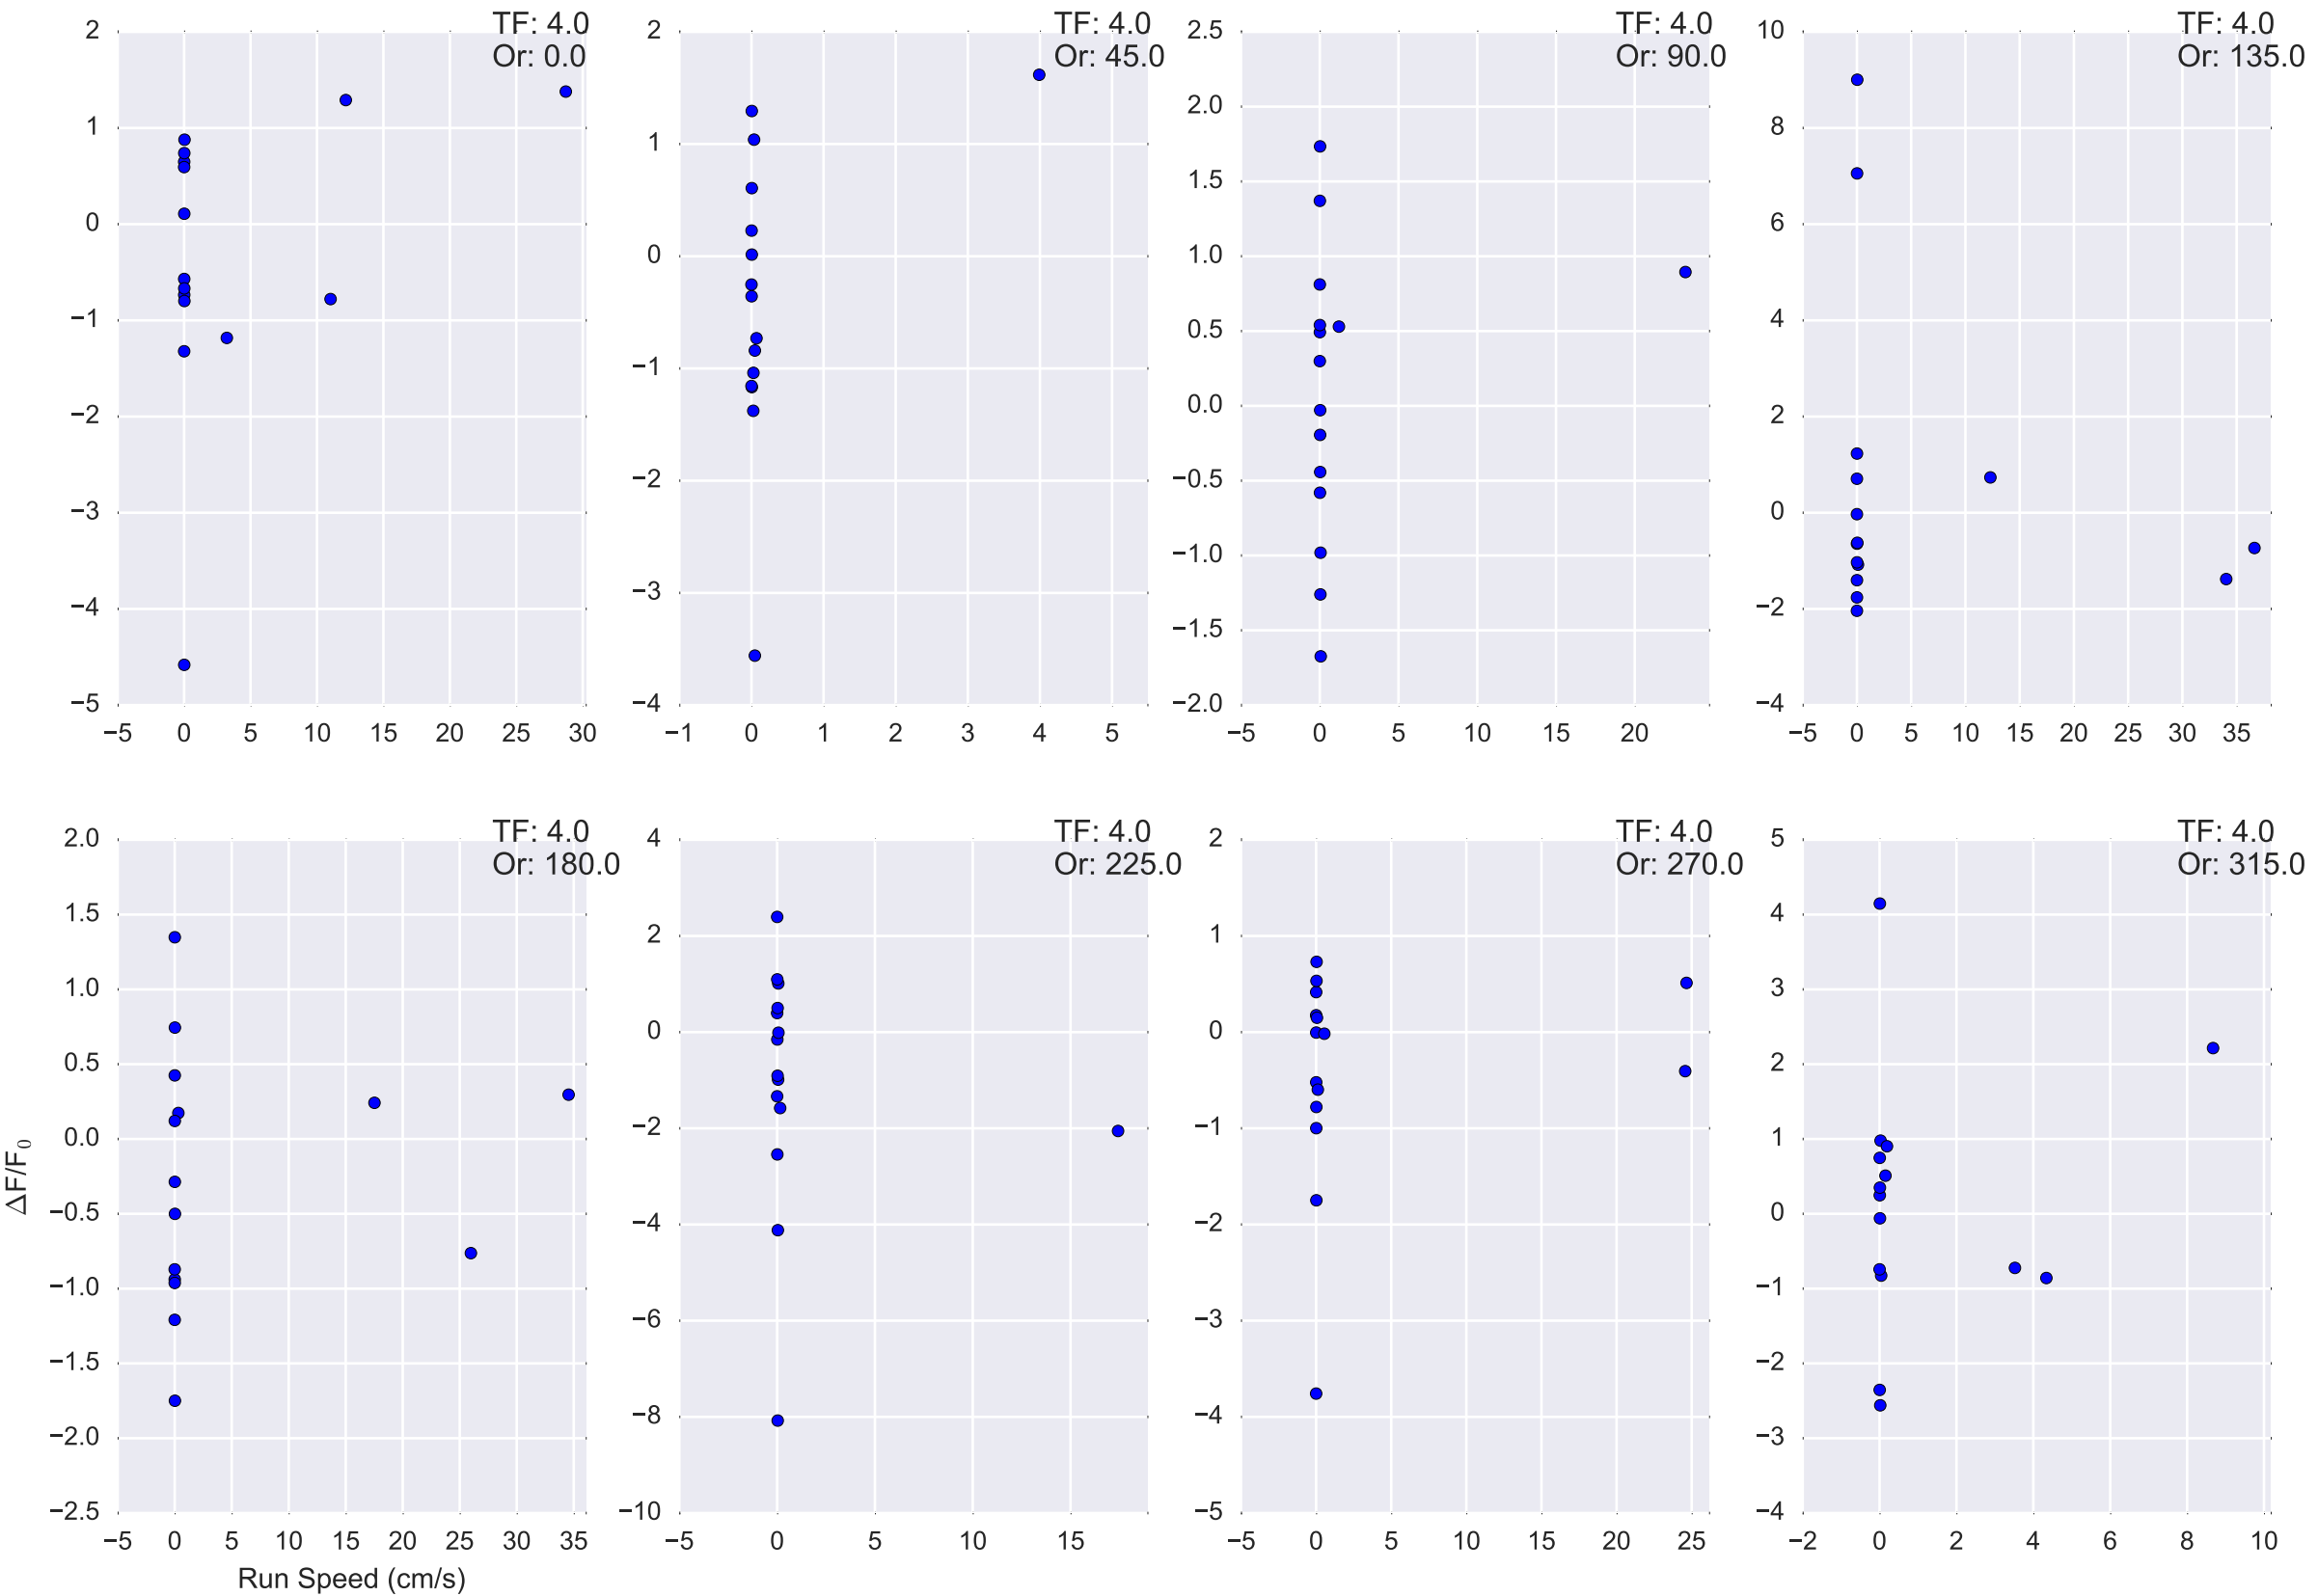 TF: 4.0
Or: 0.0
2
1
0
−1
−2
−3
−4
−5
−5 0 5 10 15 20 25 30
TF: 4.0
Or: 45.0
2
1
0
−1
−2
−3
−4
−1 0 1 2 3 4 5
TF: 4.0
Or: 90.0
2.5
2.0
1.5
1.0
0.5
0.0
−0.5
−1.0
−1.5
−2.0
−5 0 5 10 15 20
TF: 4.0
Or: 135.0
10
8
6
4
2
0
−2
−4
−5 0 5 10 15 20 25 30 35
TF: 4.0
Or: 180.0
2.0
1.5
1.0
0.5
0.0
−0.5
−1.0
−1.5
−2.0
−2.5
ΔF/F0
−5 0 5 10 15 20 25 30 35
Run Speed (cm/s)
TF: 4.0
Or: 225.0
4
2
0
−2
−4
−6
−8
−10
−5 0 5 10 15
TF: 4.0
Or: 270.0
2
1
0
−1
−2
−3
−4
−5
−5 0 5 10 15 20 25
TF: 4.0
Or: 315.0
5
4
3
2
1
0
−1
−2
−3
−4
−2 0 2 4 6 8 10